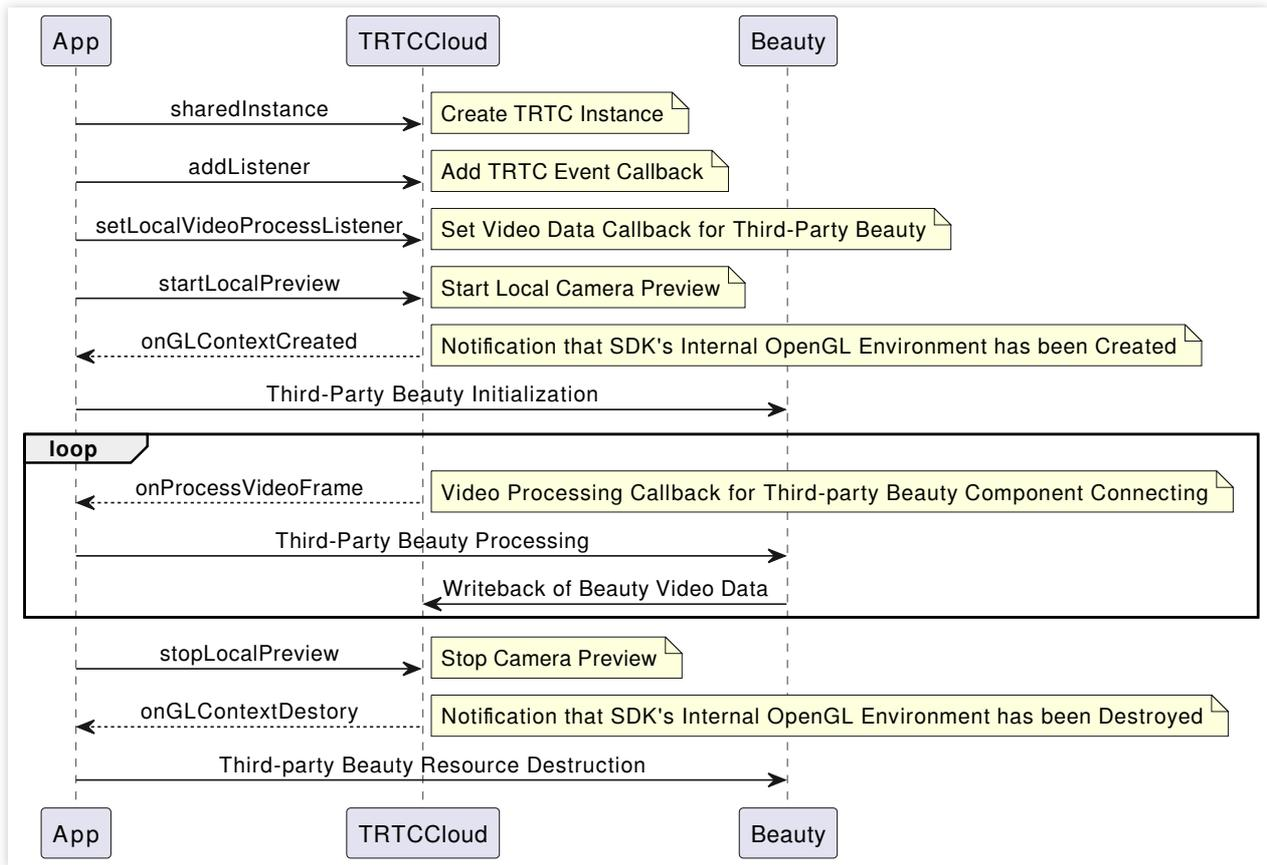 App
TRTCCloud
Beauty
sharedInstance
Create TRTC Instance
addListener
Add TRTC Event Callback
setLocalVideoProcessListener
Set Video Data Callback for Third-Party Beauty
startLocalPreview
Start Local Camera Preview
onGLContextCreated
Notification that SDK's Internal OpenGL Environment has been Created
Third-Party Beauty Initialization
loop
onProcessVideoFrame
Video Processing Callback for Third-party Beauty Component Connecting
Third-Party Beauty Processing
Writeback of Beauty Video Data
stopLocalPreview
Stop Camera Preview
onGLContextDestory
Notification that SDK's Internal OpenGL Environment has been Destroyed
Third-party Beauty Resource Destruction
App
TRTCCloud
Beauty